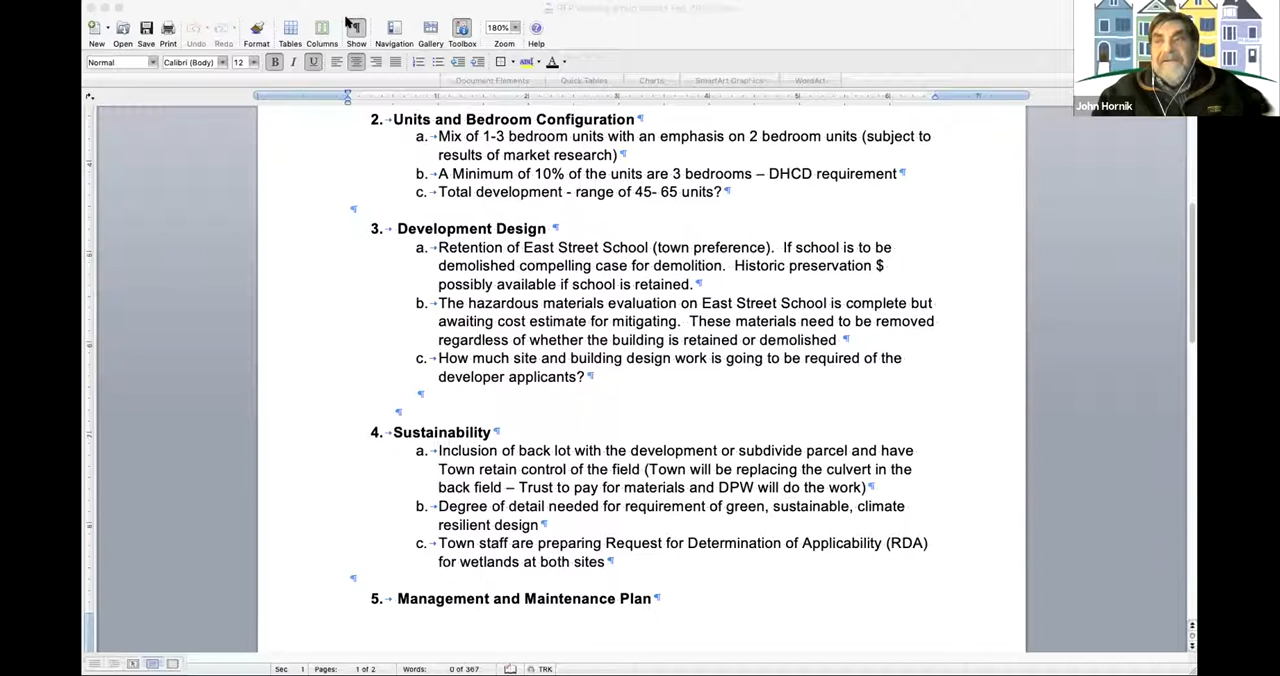 New Open Save Print Undo Redo Format Tables Columns Show Navigation Gallery Toolbox Zoom Help
180%
Normal Calibri (Body) 12 B I U A
Document Elements Quick Tables Charts SmartArt Graphics WordArt
John Hornik
2. Units and Bedroom Configuration ¶
a. Mix of 1-3 bedroom units with an emphasis on 2 bedroom units (subject to
results of market research) ¶
b. A Minimum of 10% of the units are 3 bedrooms – DHCD requirement ¶
c. Total development - range of 45- 65 units? ¶
¶
3. Development Design ¶
a. Retention of East Street School (town preference). If school is to be
demolished compelling case for demolition. Historic preservation $
possibly available if school is retained. ¶
b. The hazardous materials evaluation on East Street School is complete but
awaiting cost estimate for mitigating. These materials need to be removed
regardless of whether the building is retained or demolished ¶
c. How much site and building design work is going to be required of the
developer applicants? ¶
¶
¶
4. Sustainability ¶
a. Inclusion of back lot with the development or subdivide parcel and have
Town retain control of the field (Town will be replacing the culvert in the
back field – Trust to pay for materials and DPW will do the work) ¶
b. Degree of detail needed for requirement of green, sustainable, climate
resilient design ¶
c. Town staff are preparing Request for Determination of Applicability (RDA)
for wetlands at both sites ¶
¶
5. Management and Maintenance Plan ¶
Sec 1 Pages: 1 of 2 Words: 0 of 367 TRK